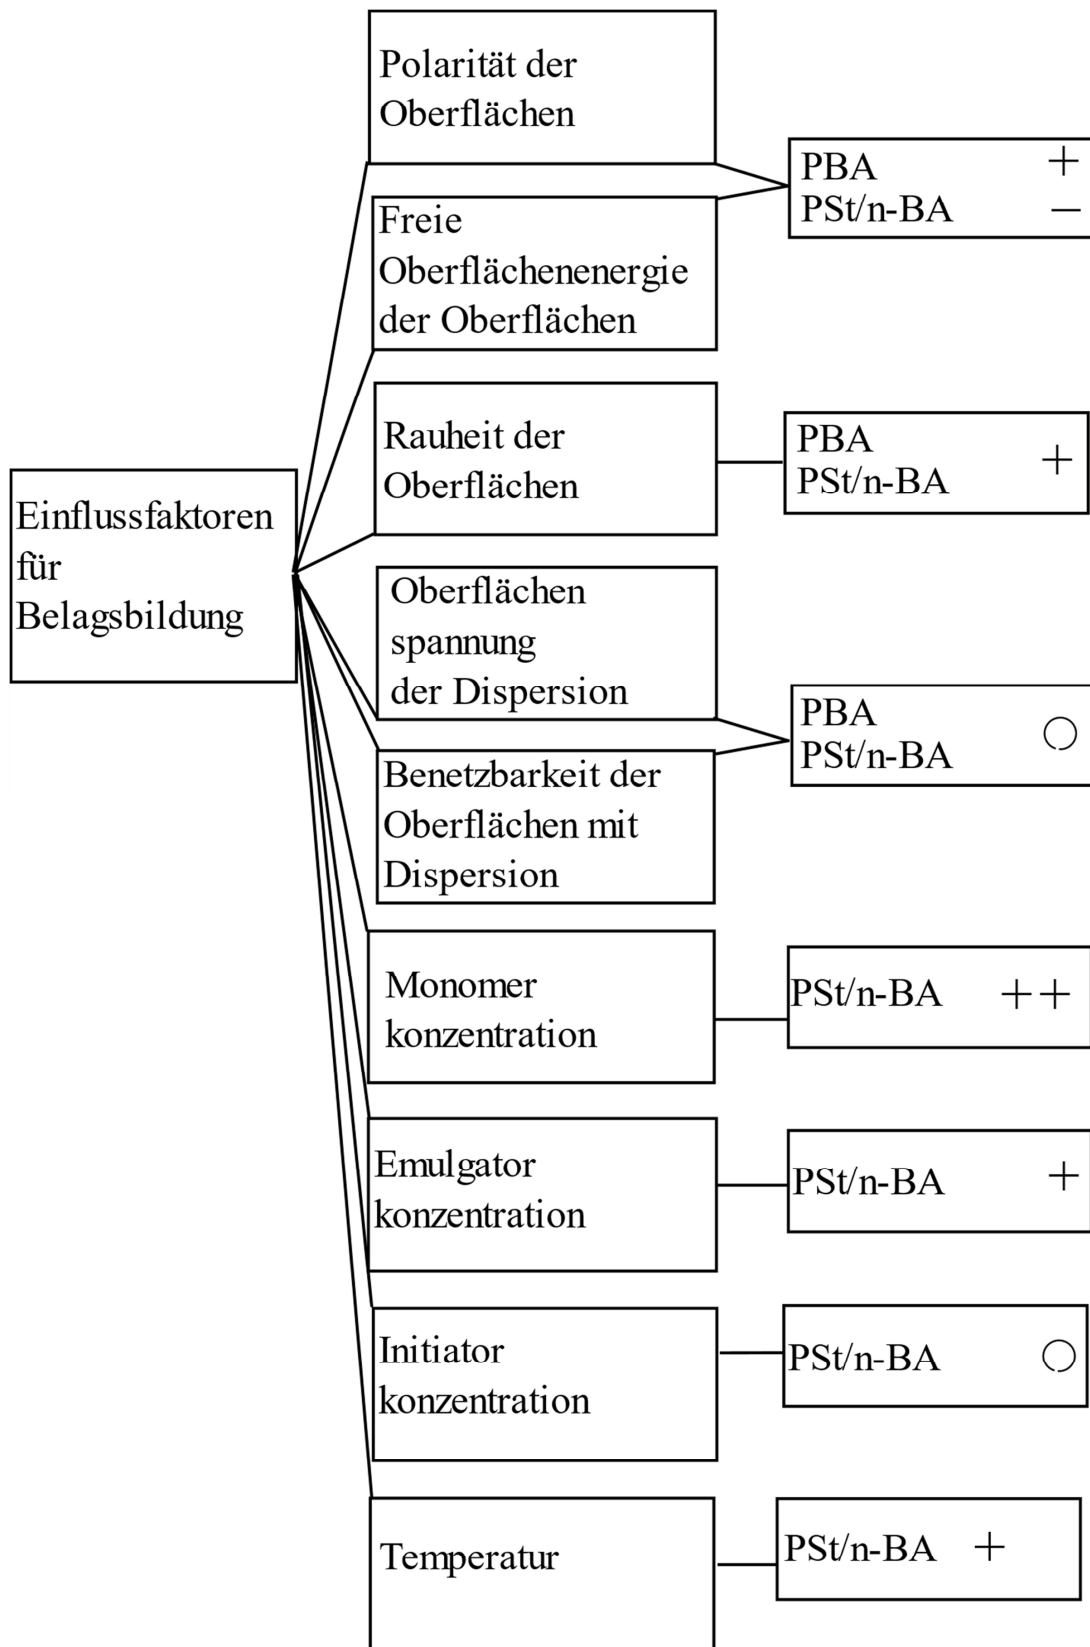 Polarität der
Oberflächen
PBA +
PSt/n-BA –
Freie
Oberflächenenergie
der Oberflächen
Rauheit der
Oberflächen
PBA
PSt/n-BA +
Einflussfaktoren
für
Belagsbildung
Oberflächen
spannung
der Dispersion
PBA
PSt/n-BA ○
Benetzbarkeit der
Oberflächen mit
Dispersion
Monomer
konzentration
PSt/n-BA ++
Emulgator
konzentration
PSt/n-BA +
Initiator
konzentration
PSt/n-BA ○
Temperatur
PSt/n-BA +